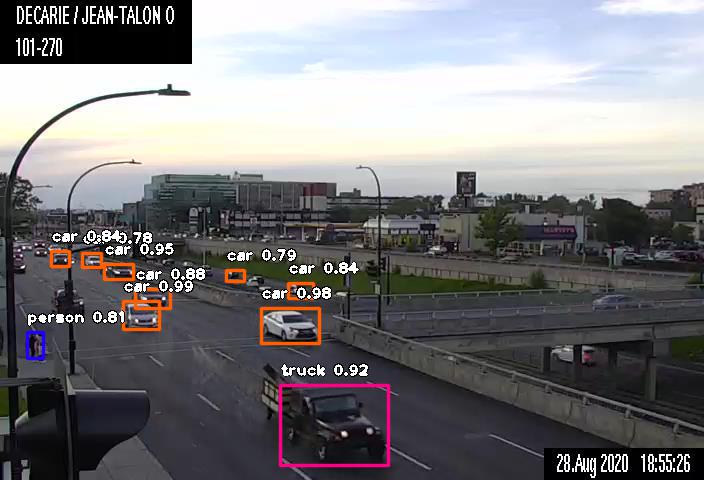 DECARIE / JEAN-TALON O
101-270
car 0.84
0.78
car 0.95
car 0.79
car 0.88
car 0.84
car 0.99
car 0.98
person 0.81
truck 0.92
28.Aug 2020 18:55:26